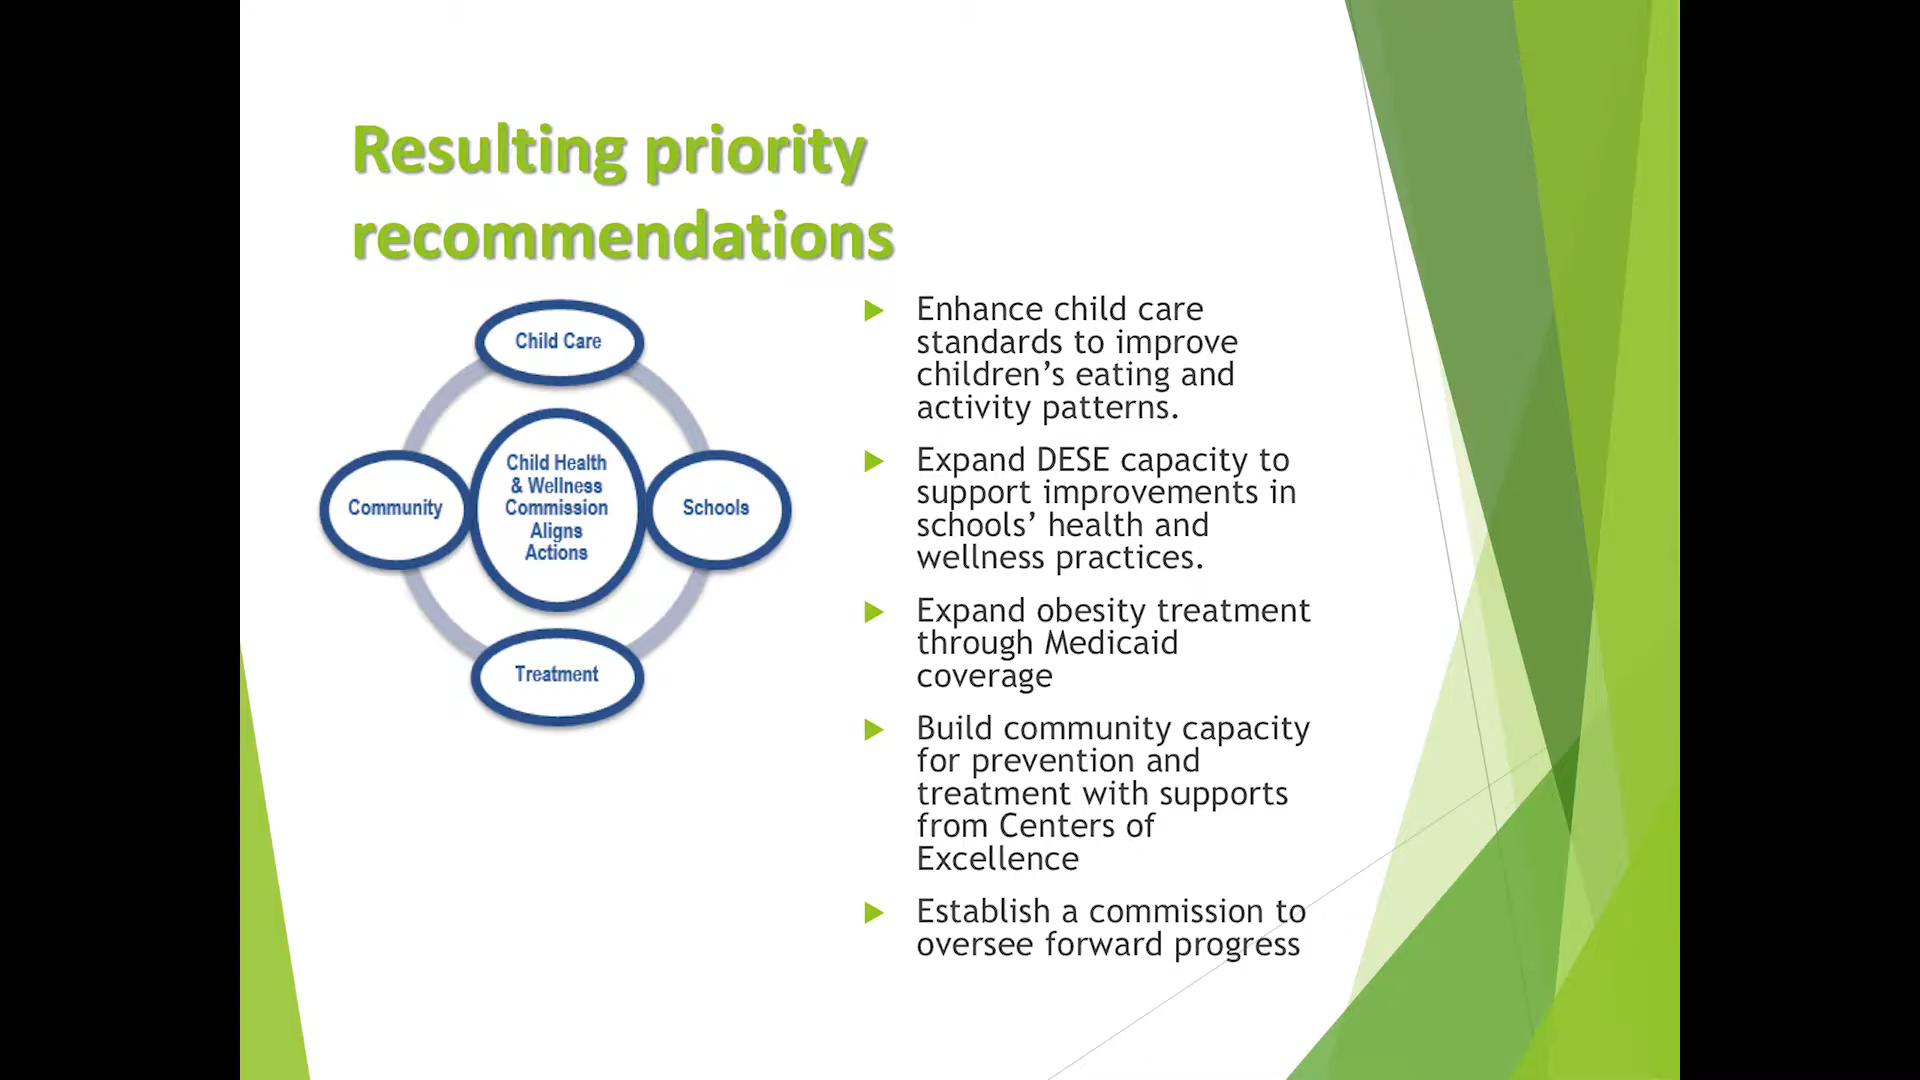 Resulting priority
recommendations
Child Care
Community
Child Health
& Wellness
Commission
Aligns
Actions
Schools
Treatment
Enhance child care
standards to improve
children’s eating and
activity patterns.
Expand DESE capacity to
support improvements in
schools’ health and
wellness practices.
Expand obesity treatment
through Medicaid
coverage
Build community capacity
for prevention and
treatment with supports
from Centers of
Excellence
Establish a commission to
oversee forward progress